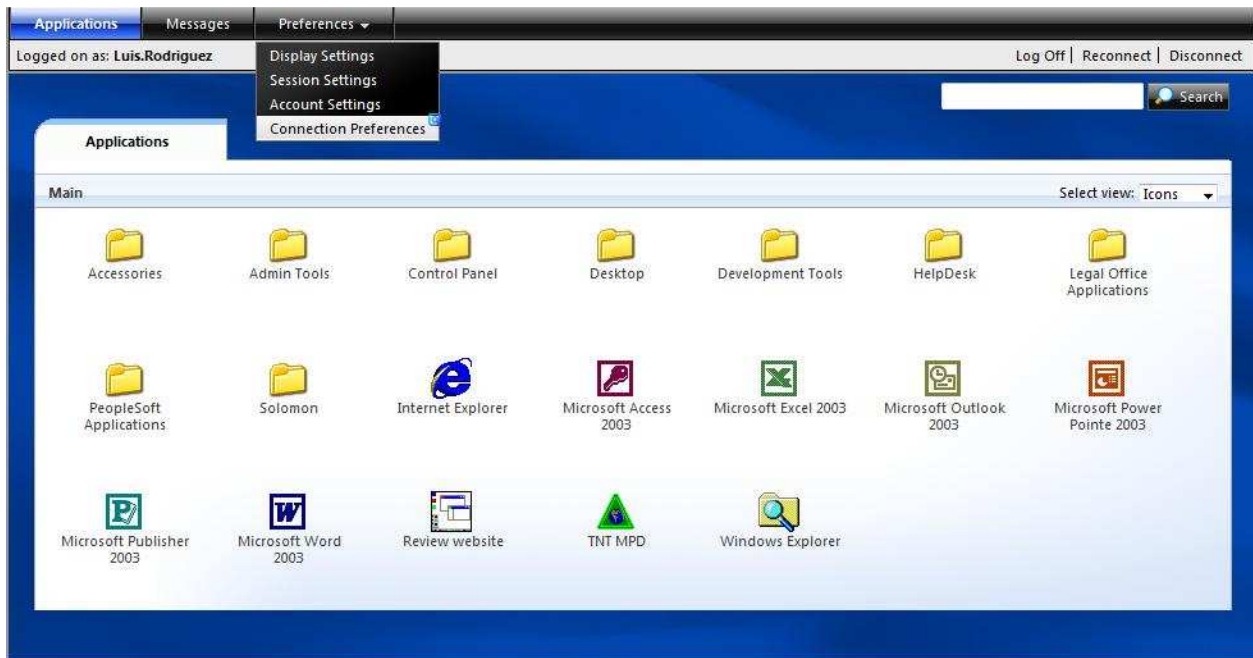 Applications Messages Preferences
Logged on as: Luis.Rodriguez
Log Off | Reconnect | Disconnect
Display Settings
Session Settings
Account Settings
Connection Preferences
Search
Applications
Main
Select view: Icons
Accessories
Admin Tools
Control Panel
Desktop
Development Tools
HelpDesk
Legal Office
Applications
PeopleSoft
Applications
Solomon
Internet Explorer
Microsoft Access
2003
Microsoft Excel 2003
Microsoft Outlook
2003
Microsoft Power
Pointe 2003
Microsoft Publisher
2003
Microsoft Word
2003
Review website
TNT MPD
Windows Explorer